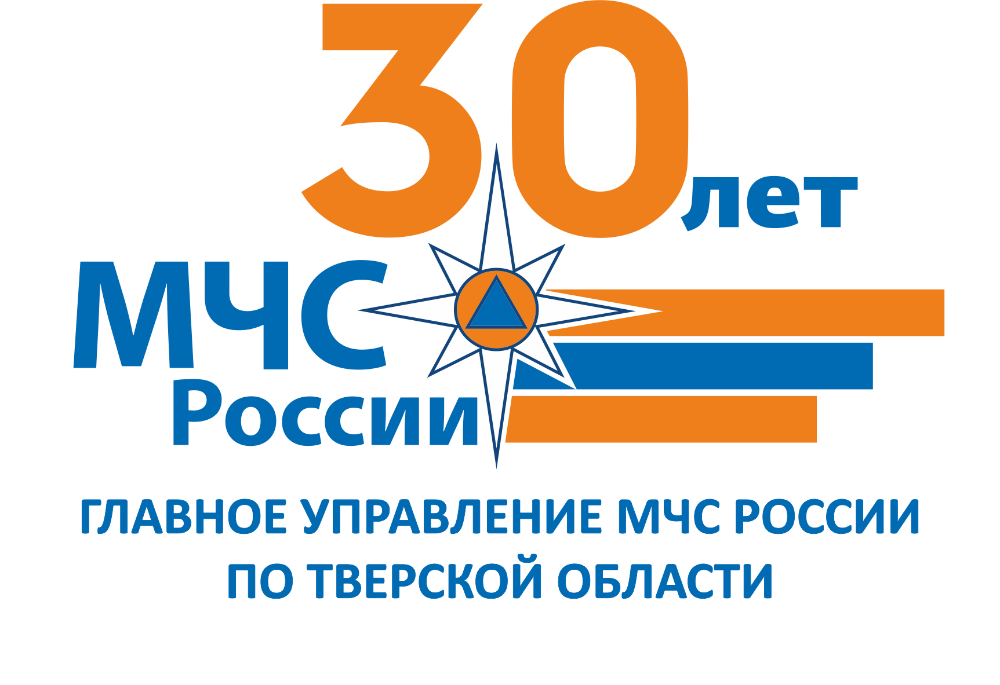 30 лет
МЧС
России
ГЛАВНОЕ УПРАВЛЕНИЕ МЧС РОССИИ
ПО ТВЕРСКОЙ ОБЛАСТИ